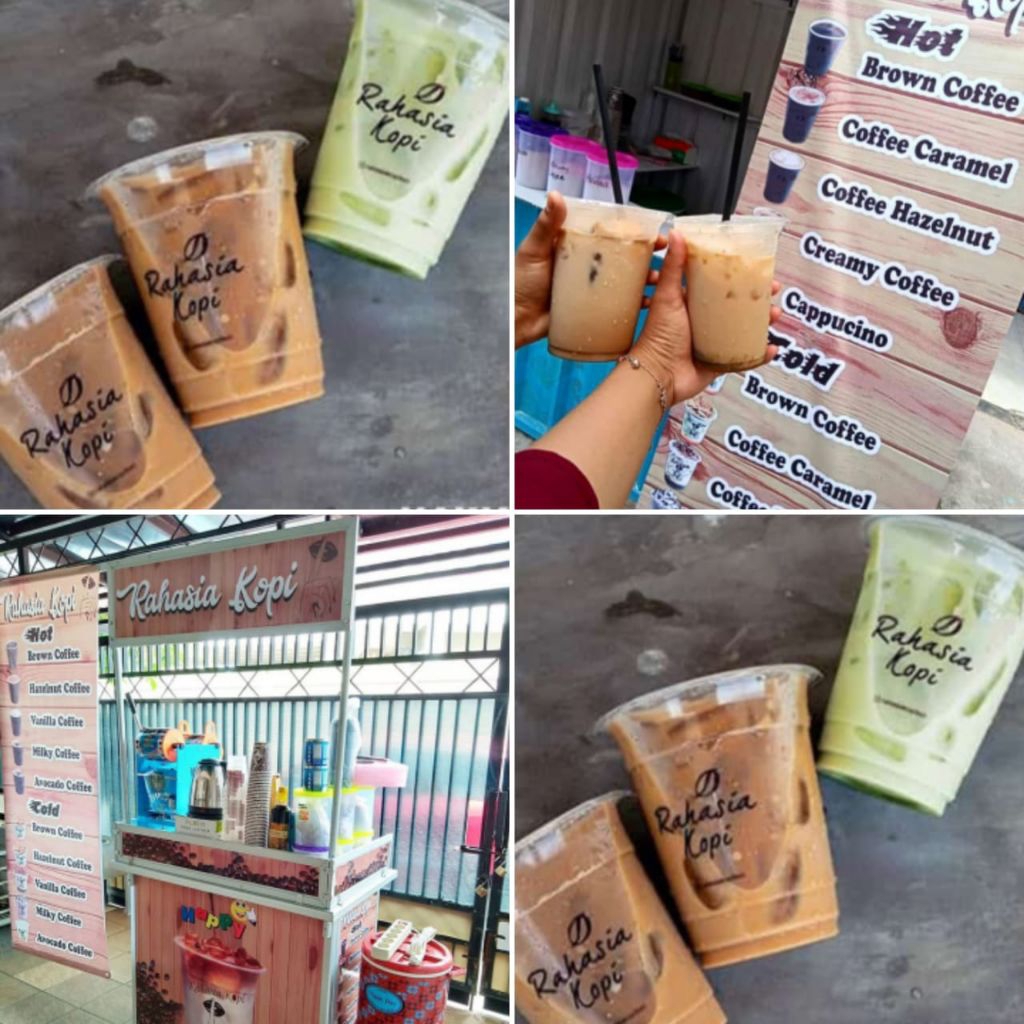 Rahasia
Kopi
Rahasia
Kopi
Rahasia
Kopi
Hot
Brown Coffee
Coffee Caramel
Coffee Hazelnut
Creamy Coffee
Cappucino
Cold
Brown Coffee
Coffee Caramel
Rahasia Kopi
Hot
Brown Coffee
Hazelnut Coffee
Vanilla Coffee
Milky Coffee
Avocado Coffee
Cold
Brown Coffee
Hazelnut Coffee
Vanilla Coffee
Milky Coffee
Avocado Coffee
Rahasia Kopi
Happy
Rahasia Kopi
Rahasia
Kopi
Rahasia
Kopi
Rahasia
Kopi